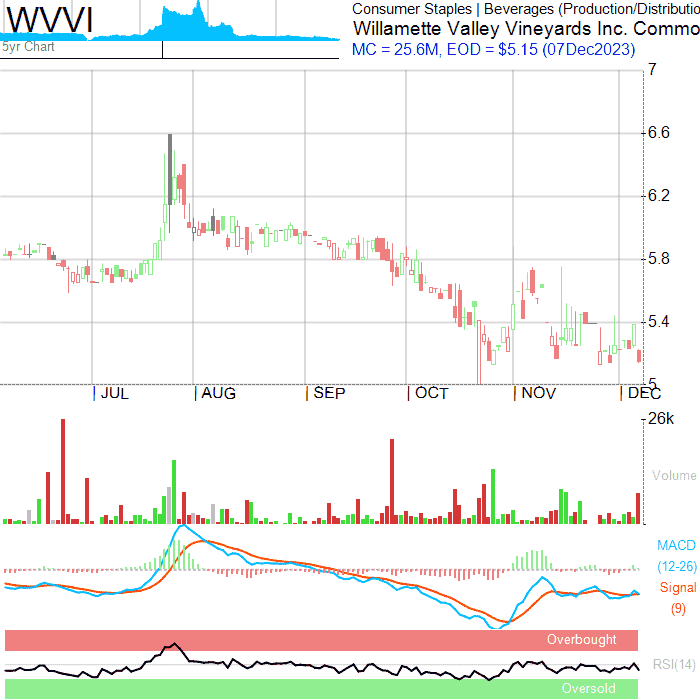 WVVI
5yr Chart
Consumer Staples | Beverages (Production/Distributio
Willamette Valley Vineyards Inc. Commo
MC = 25.6M, EOD = $5.15 (07Dec2023)
7
6.6
6.2
5.8
5.4
5
JUL AUG SEP OCT NOV DEC
26k
Volume
MACD
(12-26)
Signal
(9)
Overbought
RSI(14)
Oversold